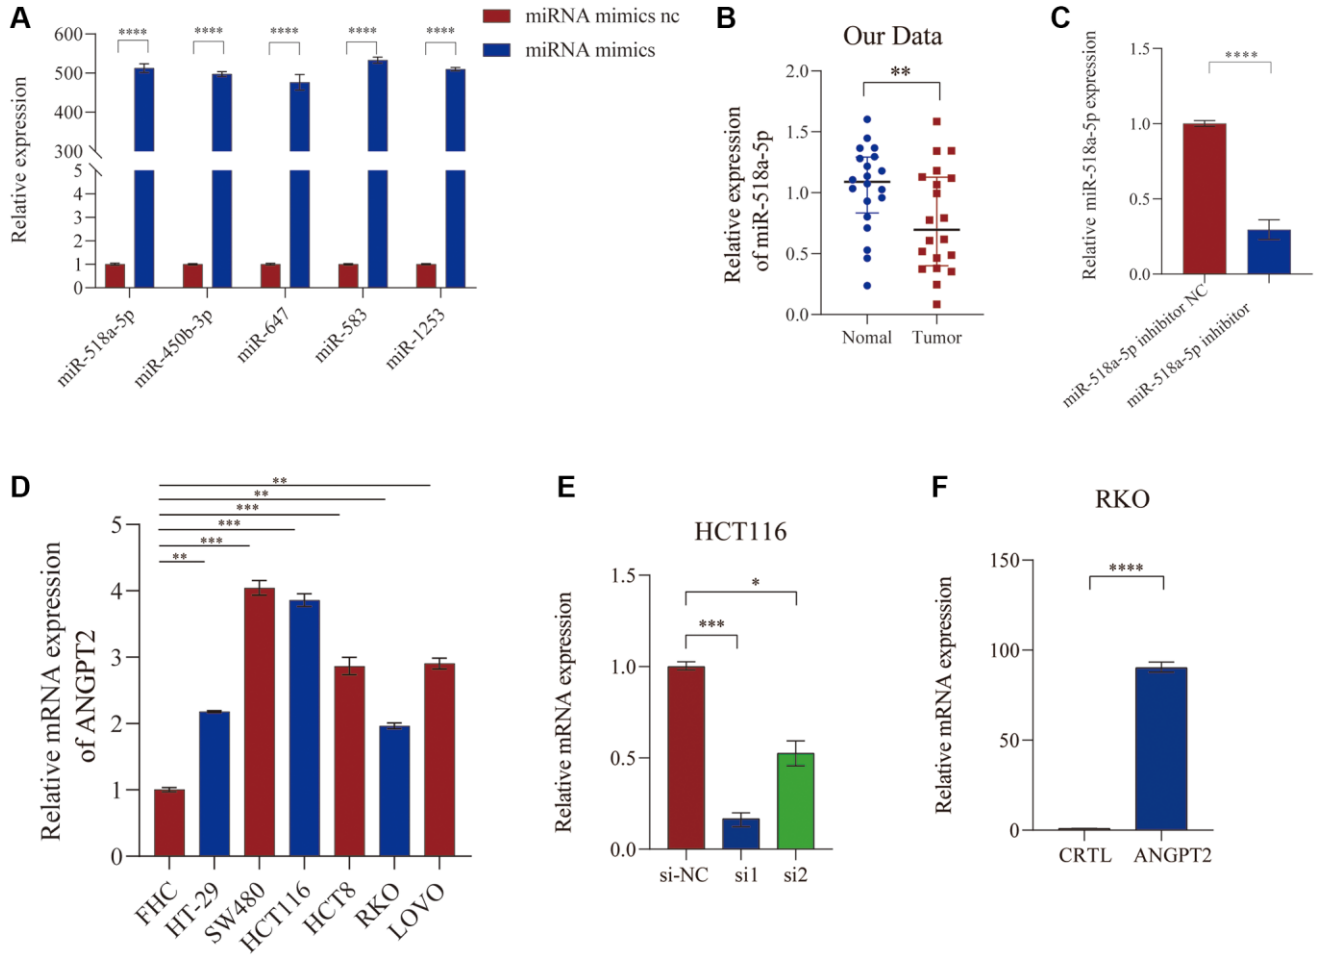 A
miRNA mimics nc
miRNA mimics
Relative expression
600
500
400
300
5
4
3
2
1
0
****
****
****
****
****
miR-518a-5p
miR-450b-3p
miR-647
miR-583
miR-1253
B
Our Data
Relative expression
of miR-518a-5p
2.0
1.5
1.0
0.5
0.0
**
Nomal
Tumor
C
Relative miR-518a-5p expression
1.5
1.0
0.5
0.0
****
miR-518a-5p inhibitor NC
miR-518a-5p inhibitor
D
Relative mRNA expression
of ANGPT2
5
4
3
2
1
0
**
**
***
***
***
**
FHC
HT-29
SW480
HCT116
HCT8
RKO
LOVO
E
HCT116
Relative mRNA expression
1.5
1.0
0.5
0.0
*
***
si-NC
si1
si2
F
RKO
Relative mRNA expression
150
100
50
0
****
CRTL
ANGPT2